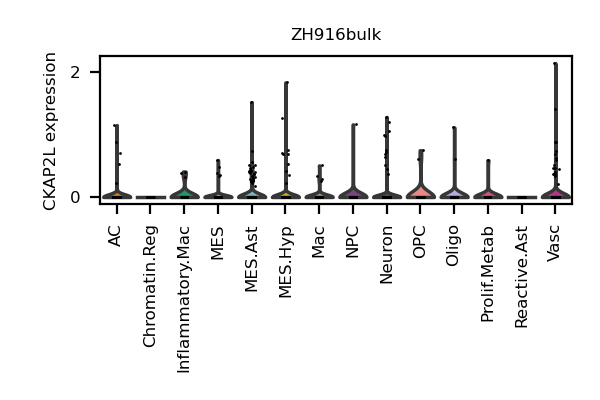 ZH916bulk
CKAP2L expression
2
0
AC
Chromatin.Reg
Inflammatory.Mac
MES
MES.Ast
MES.Hyp
Mac
NPC
Neuron
OPC
Oligo
Prolif.Metab
Reactive.Ast
Vasc